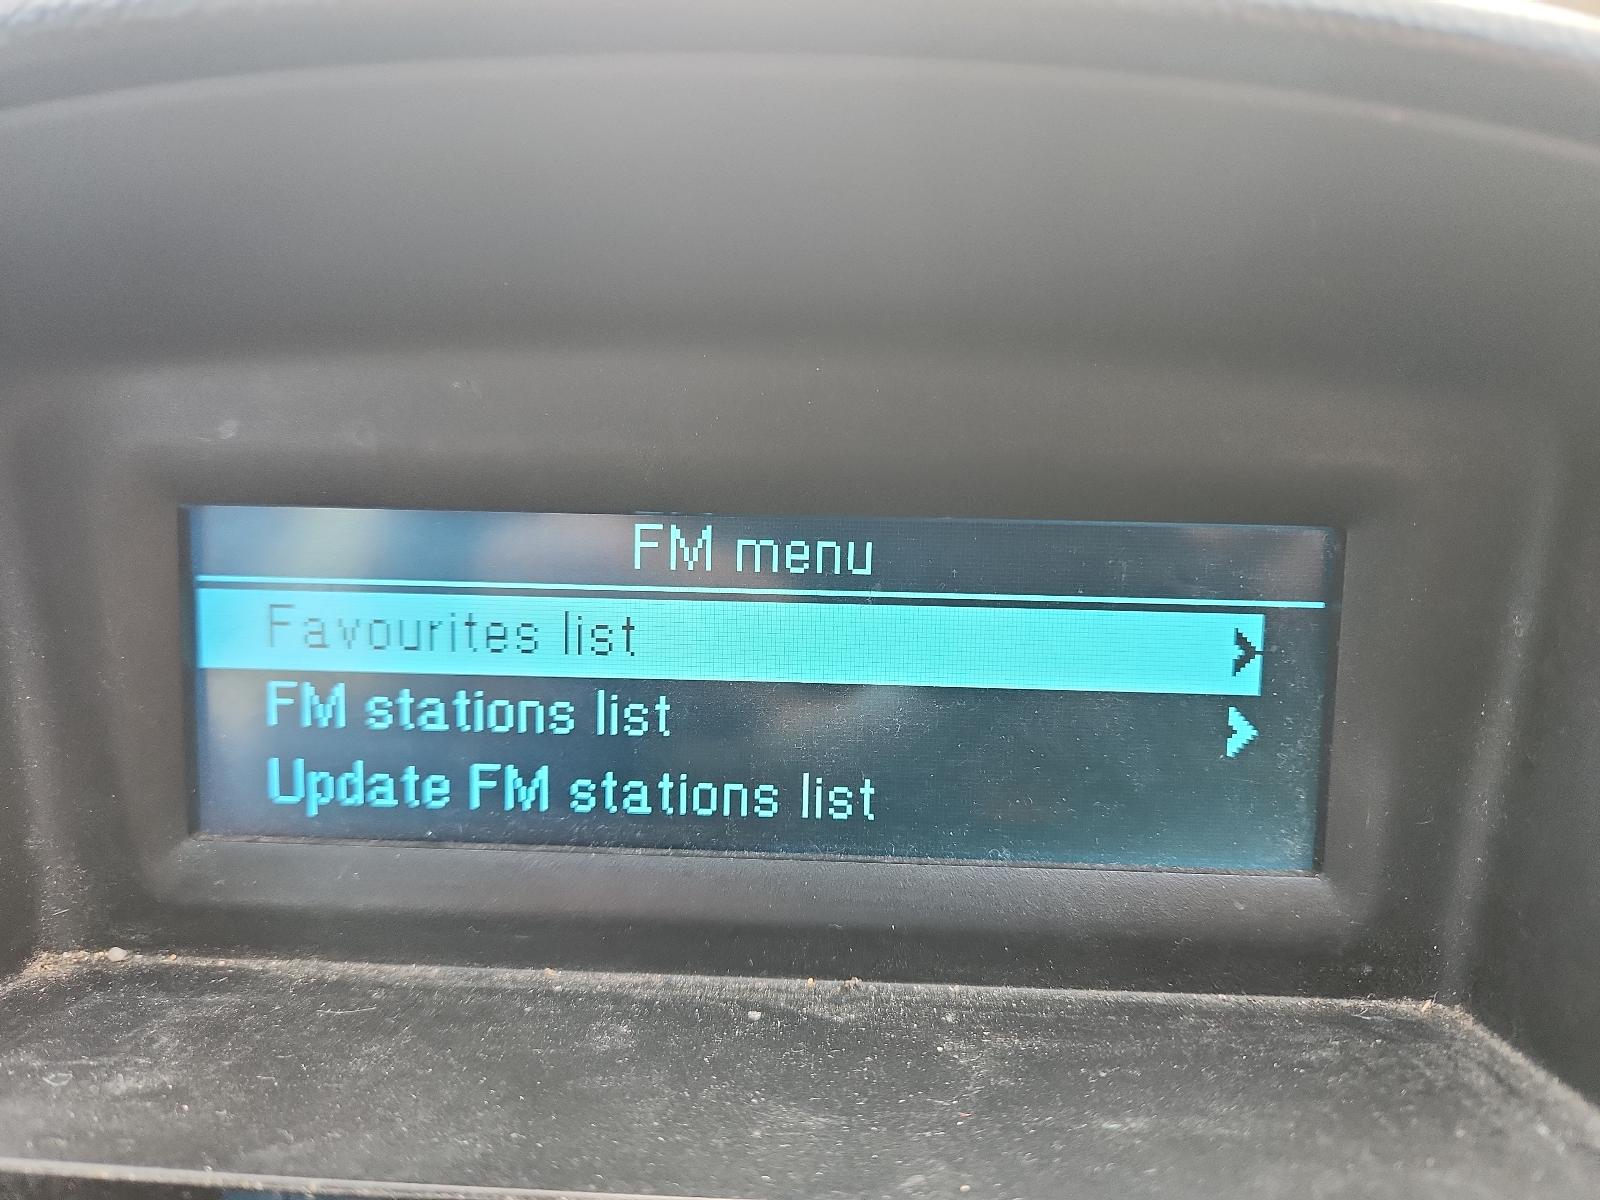 FM menu
Favourites list
FM stations list
Update FM stations list